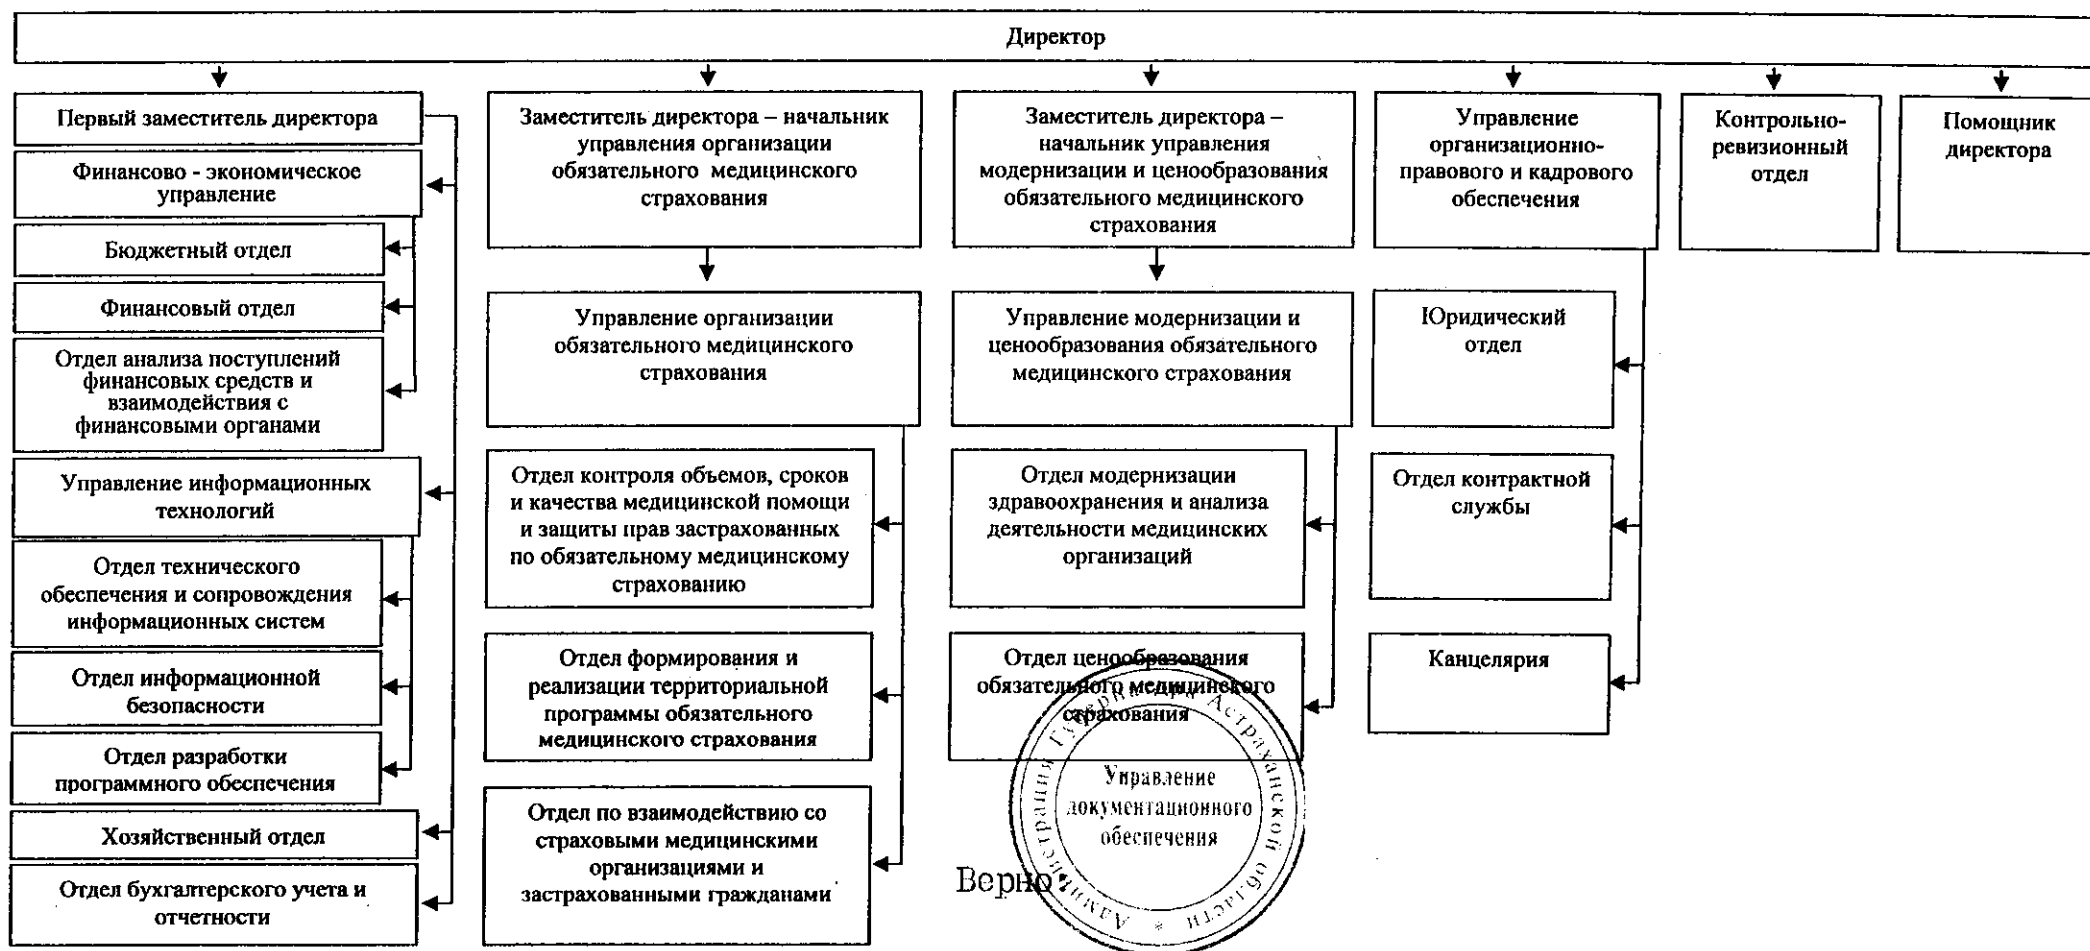 Директор
Первый заместитель директора
Финансово - экономическое
управление
Бюджетный отдел
Финансовый отдел
Отдел анализа поступлений
финансовых средств и
взаимодействия с
финансовыми органами
Управление информационных
технологий
Отдел технического
обеспечения и сопровождения
информационных систем
Отдел информационной
безопасности
Отдел разработки
программного обеспечения
Хозяйственный отдел
Отдел бухгалтерского учета и
отчетности
Заместитель директора – начальник
управления организации
обязательного медицинского
страхования
Управление организации
обязательного медицинского
страхования
Отдел контроля объемов, сроков
и качества медицинской помощи
и защиты прав застрахованных
по обязательному медицинскому
страхованию
Отдел формирования и
реализации территориальной
программы обязательного
медицинского страхования
Отдел по взаимодействию со
страховыми медицинскими
организациями и
застрахованными гражданами
Заместитель директора –
начальник управления
модернизации и ценообразования
обязательного медицинского
страхования
Управление модернизации и
ценообразования обязательного
медицинского страхования
Отдел модернизации
здравоохранения и анализа
деятельности медицинских
организаций
Отдел ценообразования
обязательного медицинского
страхования
Управление
организационно-
правового и кадрового
обеспечения
Юридический
отдел
Отдел контрактной
службы
Канцелярия
Контрольно-
ревизионный
отдел
Помощник
директора
Верно:
Администрация Губернатора Астраханской области *
Управление
документационного
обеспечения